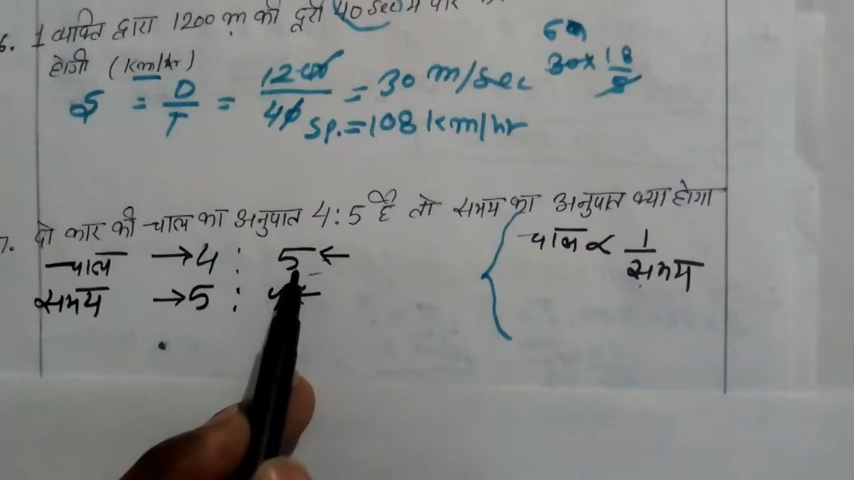 6. 1 व्यक्ति द्वारा 1200 m की दूरी 40 sec में पार
होगी (km/hr)
= D/T = 1200/40 = 30 m/sec
30 × 18/5
Sp. = 108 km/hr
7. दो कार की चाल का अनुपात 4 : 5 है तो समय का अनुपात क्या होगा
चाल → 4 : 5 ←
समय → 5 : 4 ←
चाल ∝ 1/समय